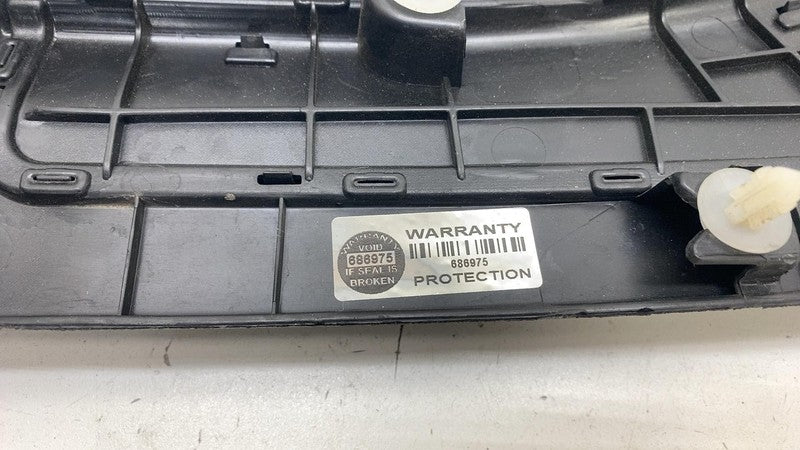 WARRANTY
VOID
686975
IF SEAL IS
BROKEN
WARRANTY
686975
PROTECTION